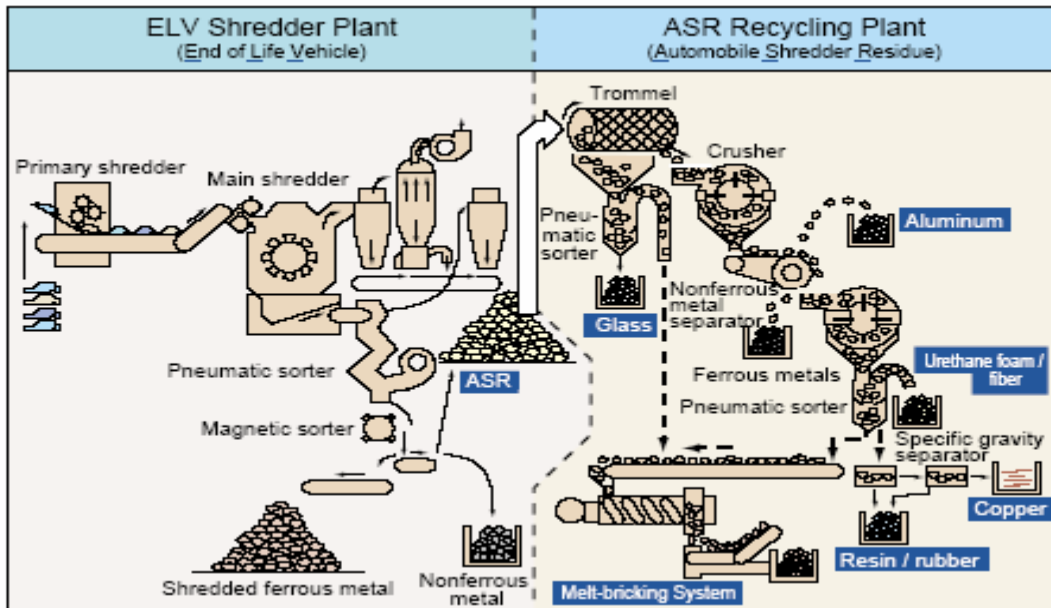 ELV Shredder Plant
(End of Life Vehicle)
ASR Recycling Plant
(Automobile Shredder Residue)
Primary shredder
Main shredder
Pneumatic sorter
Magnetic sorter
ASR
Shredded ferrous metal
Nonferrous
metal
Trommel
Crusher
Pneu-
matic
sorter
Aluminum
Glass
Nonferrous
metal separator
Ferrous metals
Urethane foam /
fiber
Pneumatic sorter
Specific gravity
separator
Copper
Resin / rubber
Melt-bricking System